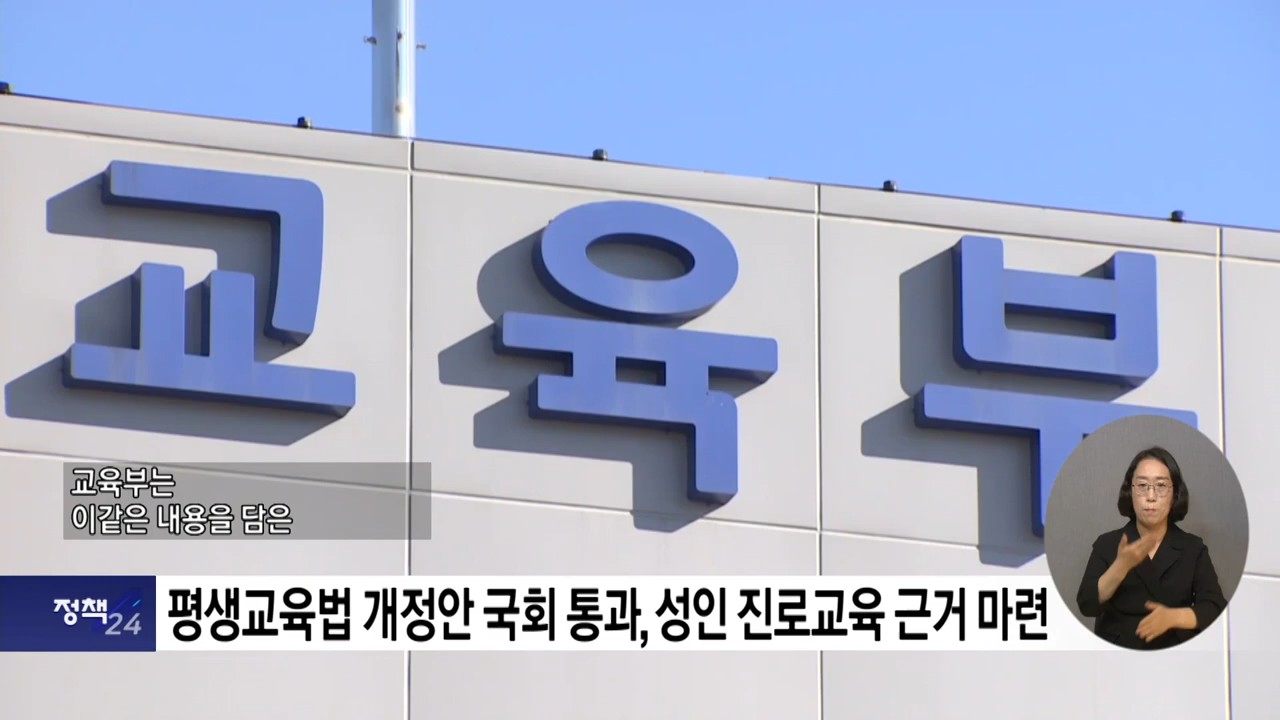 교육부
교육부는
이같은 내용을 담은
정책
24
평생교육법 개정안 국회 통과, 성인 진로교육 근거 마련